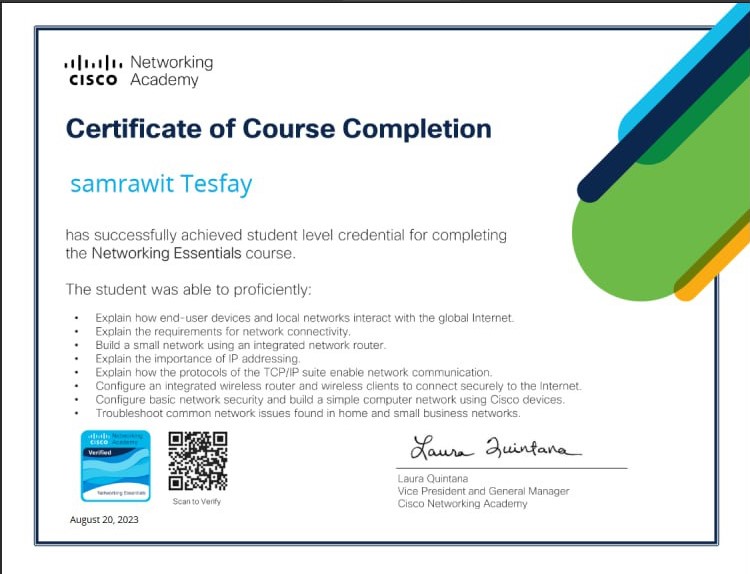 Networking
CISCO Academy
Certificate of Course Completion
samrawit Tesfay
has successfully achieved student level credential for completing
the Networking Essentials course.
The student was able to proficiently:
• Explain how end-user devices and local networks interact with the global Internet.
• Explain the requirements for network connectivity.
• Build a small network using an integrated network router.
• Explain the importance of IP addressing.
• Explain how the protocols of the TCP/IP suite enable network communication.
• Configure an integrated wireless router and wireless clients to connect securely to the Internet.
• Configure basic network security and build a simple computer network using Cisco devices.
• Troubleshoot common network issues found in home and small business networks.
Networking
CISCO Academy
Verified
Networking Essentials
Scan to Verify
August 20, 2023
Laura Quintana
Laura Quintana
Vice President and General Manager
Cisco Networking Academy